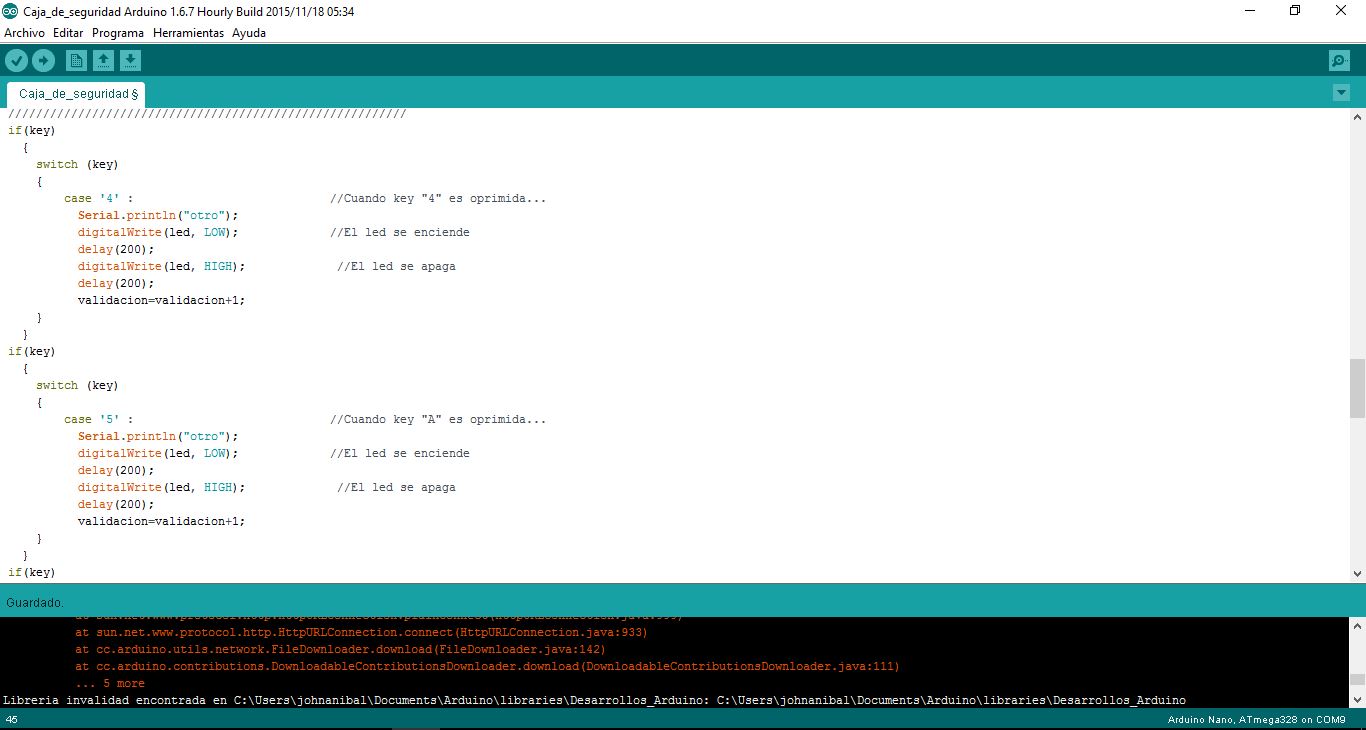 Caja_de_seguridad Arduino 1.6.7 Hourly Build 2015/11/18 05:34
Archivo Editar Programa Herramientas Ayuda
Caja_de_seguridad §
/////////////////////////////////////////////////////////
if(key)
{
switch (key)
{
case '4' : //Cuando key "4" es oprimida...
Serial.println("otro");
digitalWrite(led, LOW); //El led se enciende
delay(200);
digitalWrite(led, HIGH); //El led se apaga
delay(200);
validacion=validacion+1;
}
}
if(key)
{
switch (key)
{
case '5' : //Cuando key "A" es oprimida...
Serial.println("otro");
digitalWrite(led, LOW); //El led se enciende
delay(200);
digitalWrite(led, HIGH); //El led se apaga
delay(200);
validacion=validacion+1;
}
}
if(key)
Guardado.
at sun.net.www.protocol.http.HttpURLConnection.connect(HttpURLConnection.java:933)
at cc.arduino.utils.network.FileDownloader.download(FileDownloader.java:142)
at cc.arduino.contributions.DownloadableContributionsDownloader.download(DownloadableContributionsDownloader.java:111)
... 5 more
Libreria invalidad encontrada en C:\Users\johnanibal\Documents\Arduino\libraries\Desarrollos_Arduino: C:\Users\johnanibal\Documents\Arduino\libraries\Desarrollos_Arduino
45
Arduino Nano, ATmega328 on COM9